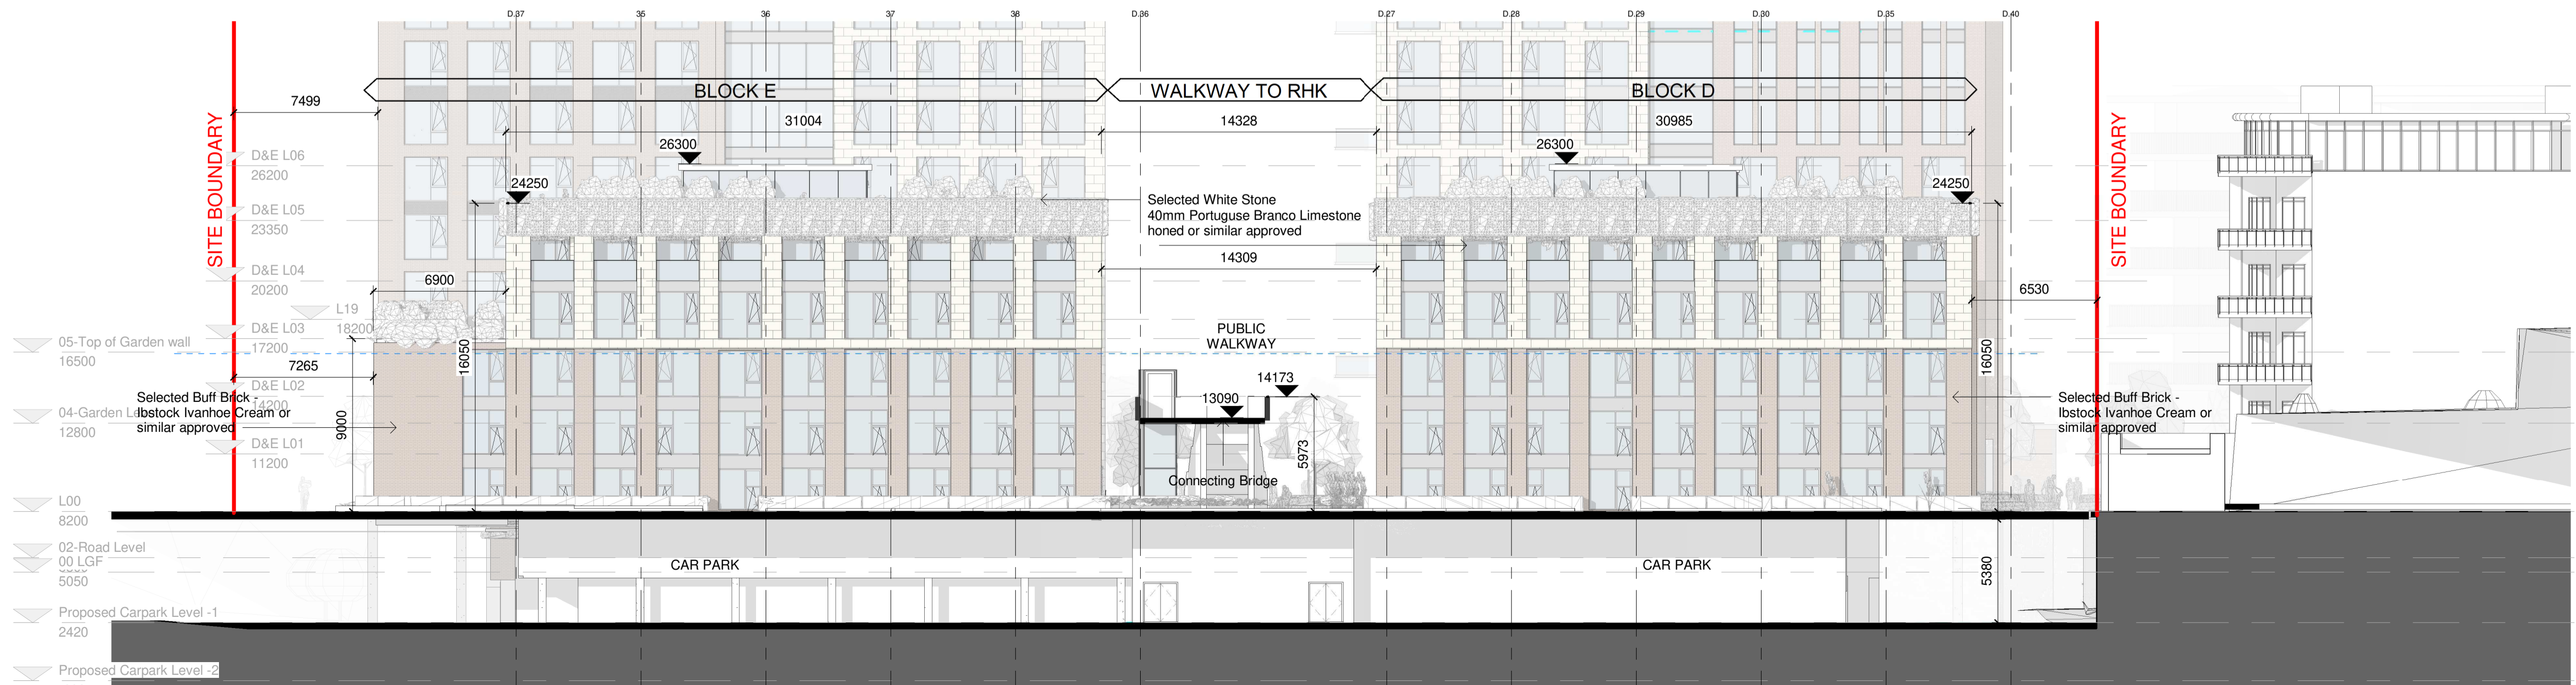 D.37 35 36 37 38 D.36 D.27 D.28 D.29 D.30 D.35 D.40
BLOCK E
WALKWAY TO RHK
BLOCK D
7499
31004
14328
30985
SITE BOUNDARY
SITE BOUNDARY
26300
26300
D&E L06
26200
24250
24250
Selected White Stone
40mm Portuguse Branco Limestone
honed or similar approved
D&E L05
23350
14309
D&E L04
20200
6900
6530
L19
18200
D&E L03
17200
05-Top of Garden wall
16500
PUBLIC
WALKWAY
16050
16050
7265
D&E L02
14200
14173
13090
Selected Buff Brick -
Ibstock Ivanhoe Cream or
similar approved
Selected Buff Brick -
Ibstock Ivanhoe Cream or
similar approved
04-Garden Le
12800
9000
D&E L01
11200
5973
Connecting Bridge
L00
8200
02-Road Level
00 LGF
5050
CAR PARK
CAR PARK
5380
Proposed Carpark Level -1
2420
Proposed Carpark Level -2